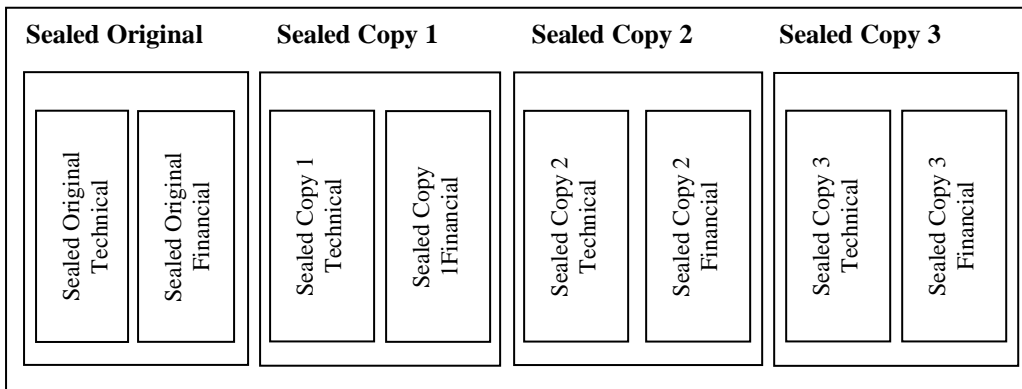 Sealed Original
Sealed Copy 1
Sealed Copy 2
Sealed Copy 3
Sealed Original
Technical
Sealed Original
Financial
Sealed Copy 1
Technical
Sealed Copy
1Financial
Sealed Copy 2
Technical
Sealed Copy 2
Financial
Sealed Copy 3
Technical
Sealed Copy 3
Financial